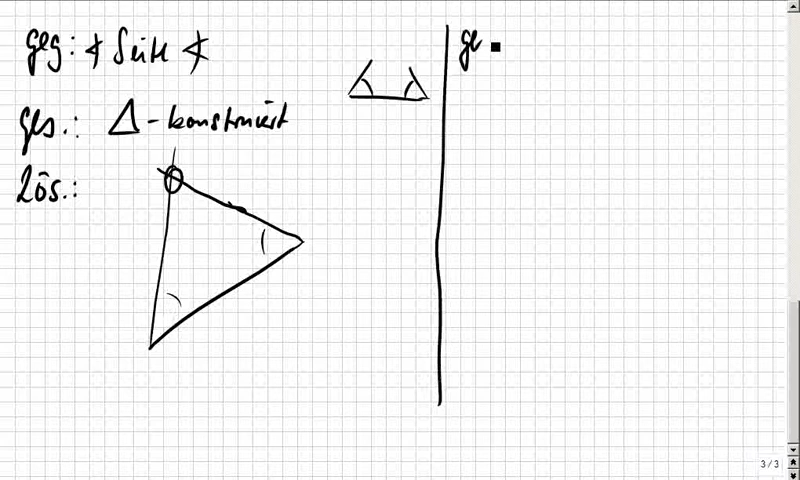 geg: ∢ Seite ∢
ges.: Δ-konstruiert
Lös.:
ge
3 / 3